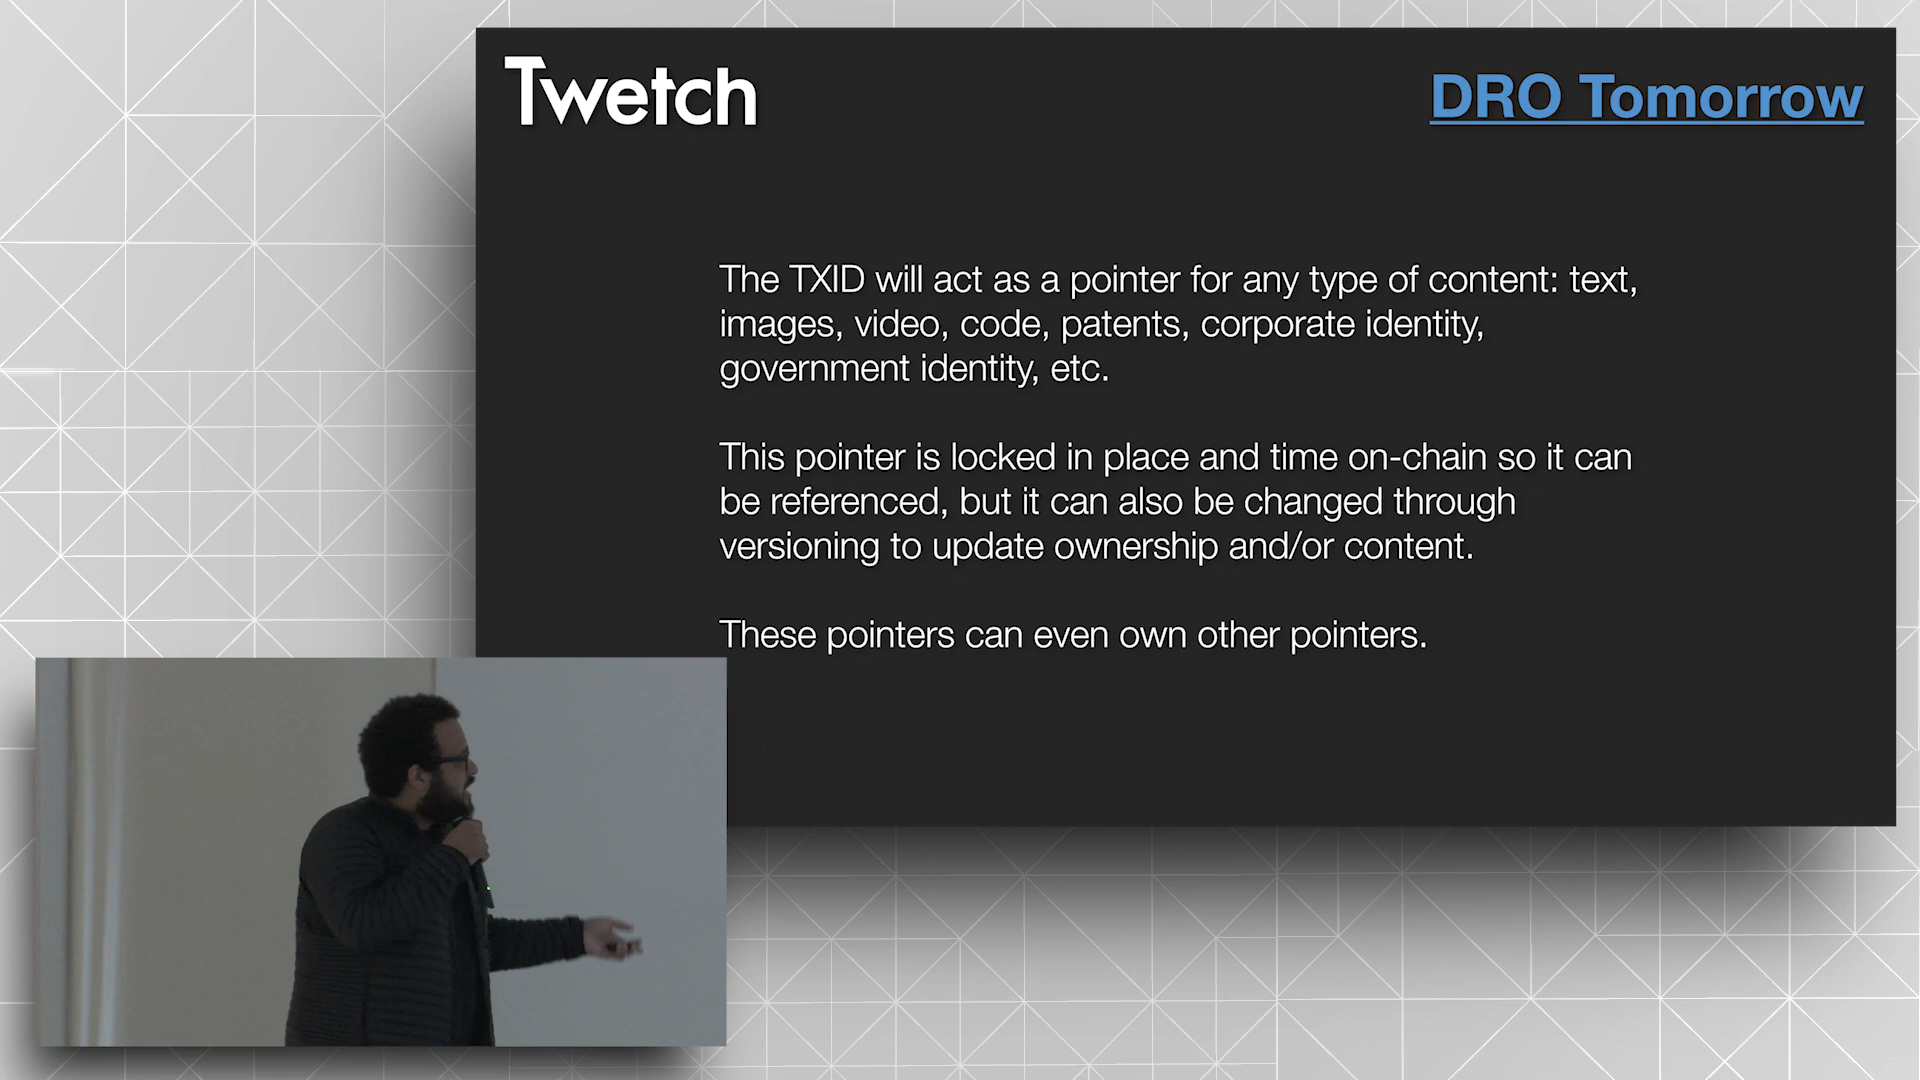 Twetch
DRO Tomorrow
The TXID will act as a pointer for any type of content: text,
images, video, code, patents, corporate identity,
government identity, etc.
This pointer is locked in place and time on-chain so it can
be referenced, but it can also be changed through
versioning to update ownership and/or content.
These pointers can even own other pointers.